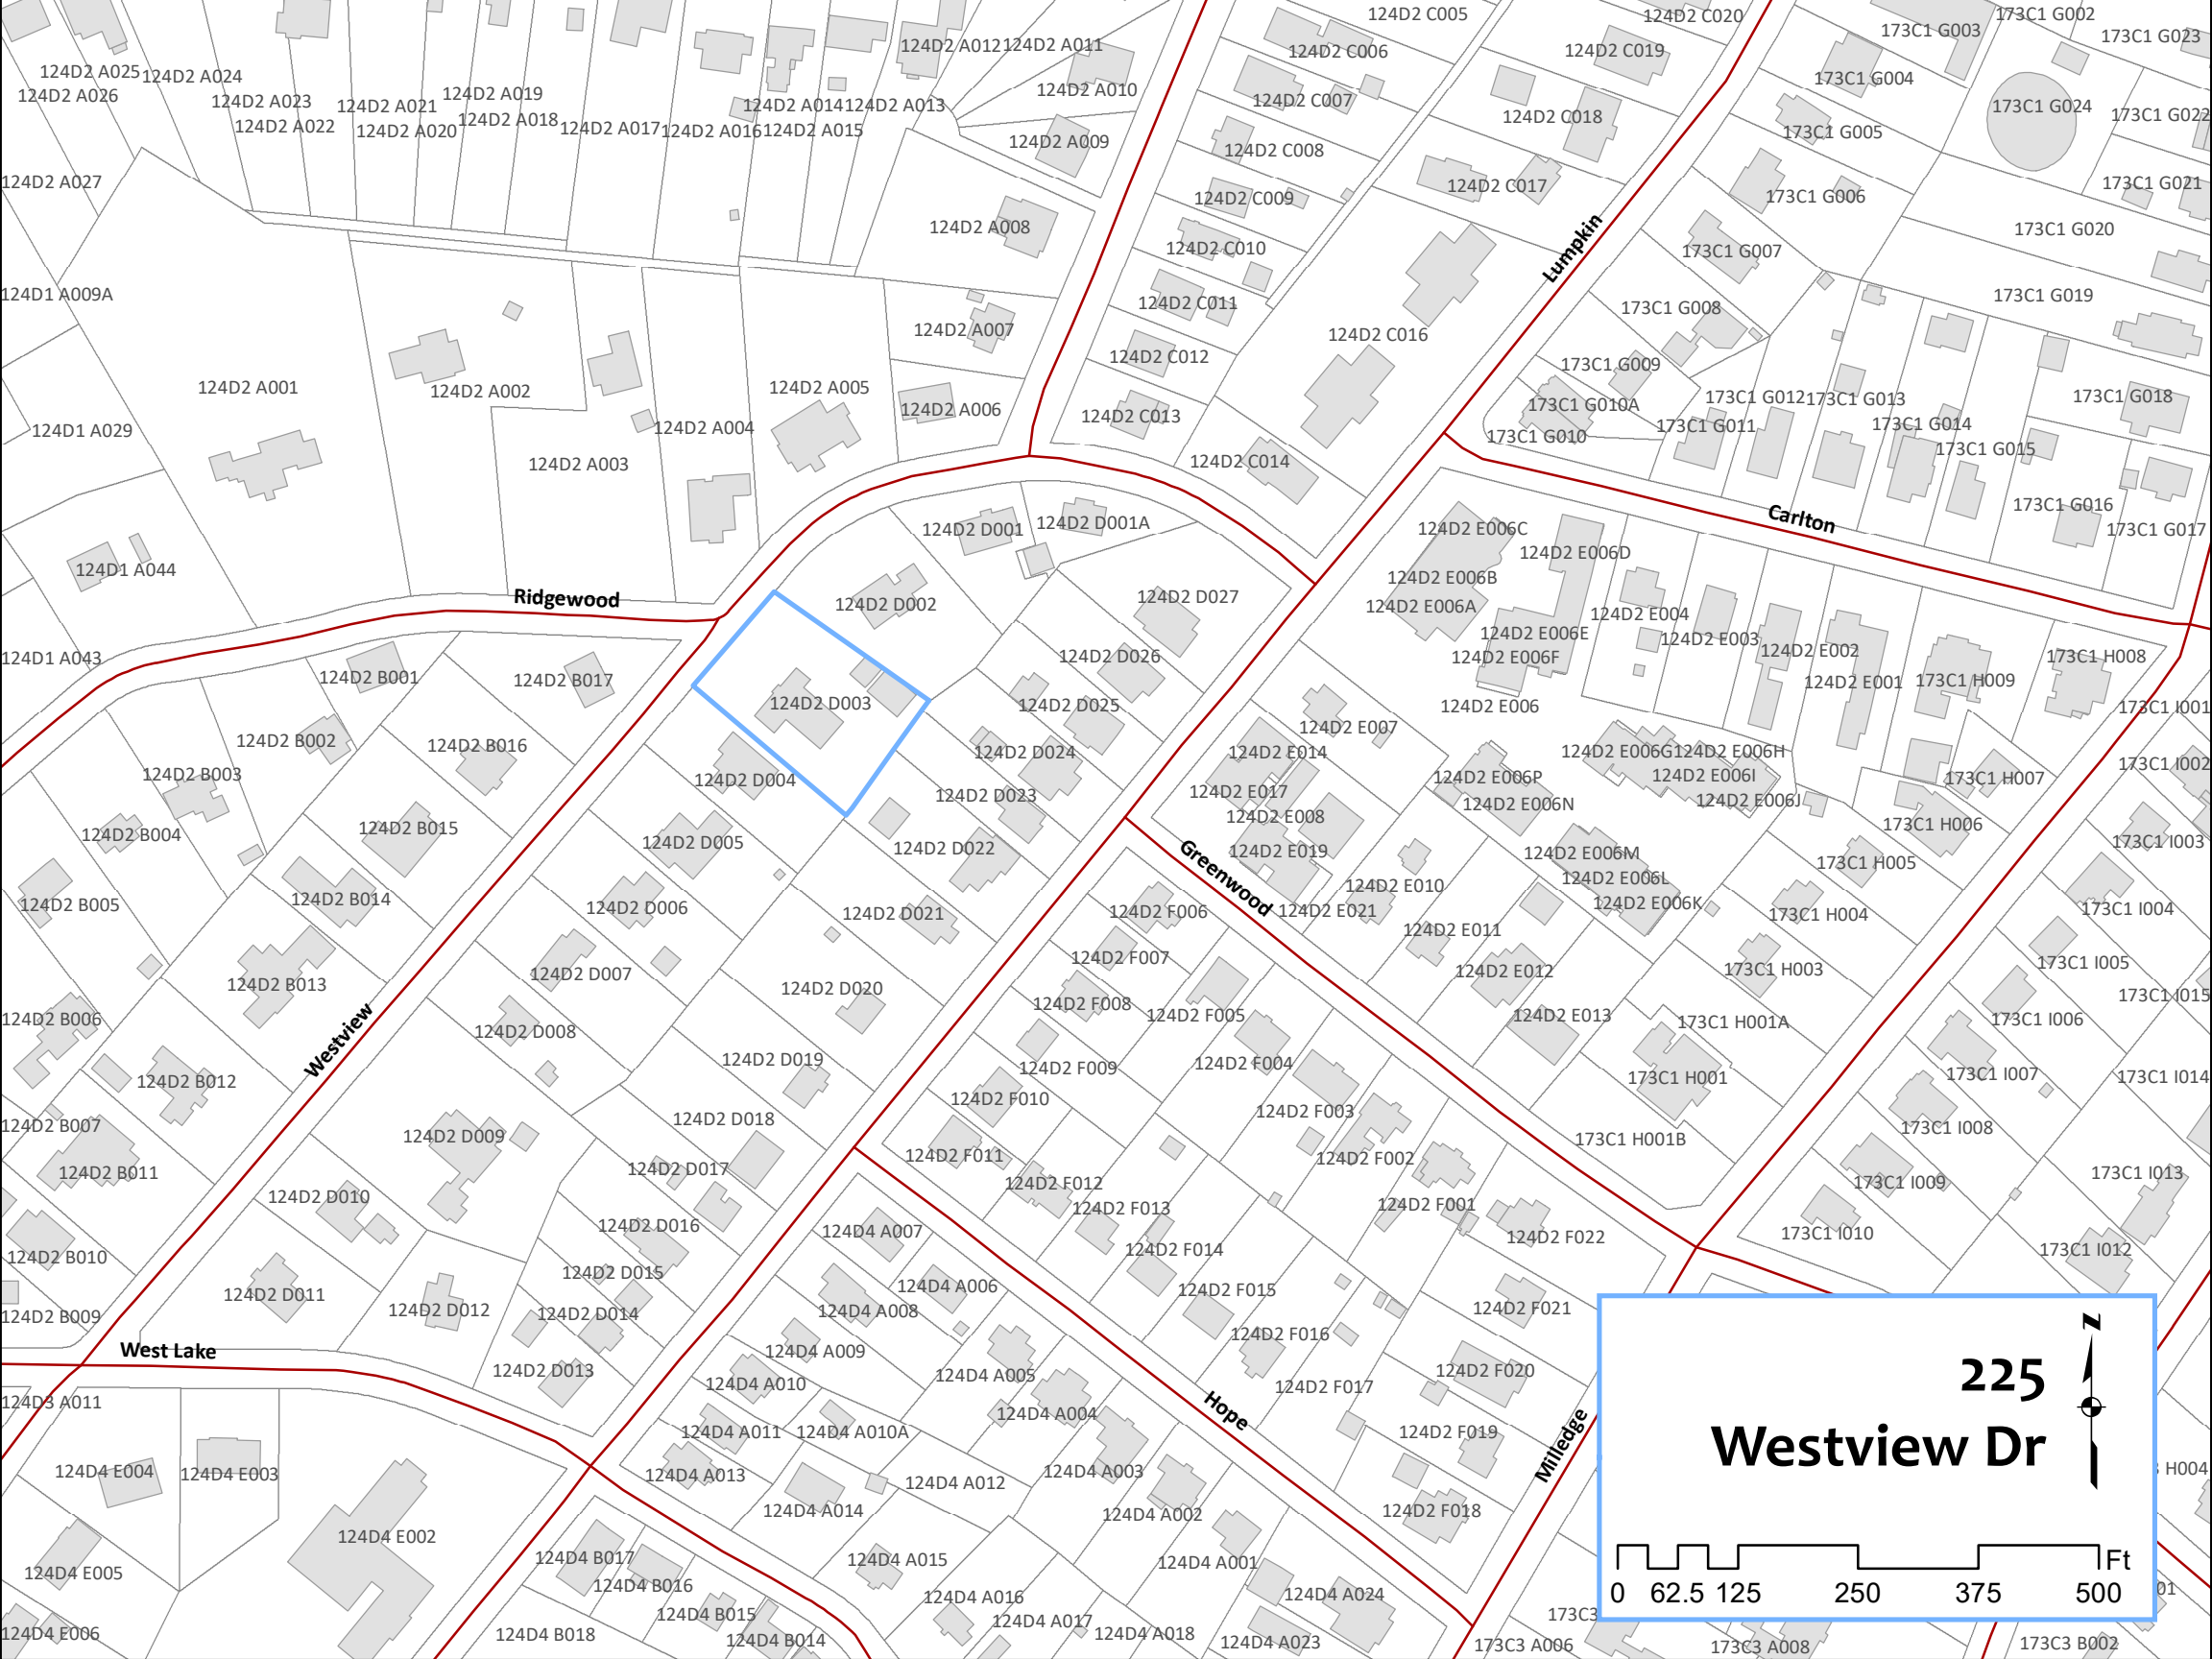 124D2 C005
124D2 C020
173C1 G002
173C1 G003
173C1 G023
124D2 A012
124D2 A011
124D2 C006
124D2 C019
124D2 A025
124D2 A024
124D2 A026
124D2 A023
124D2 A022
124D2 A021
124D2 A020
124D2 A019
124D2 A018
124D2 A017
124D2 A016
124D2 A014
124D2 A013
124D2 A015
124D2 A010
124D2 A009
124D2 C007
124D2 C018
173C1 G004
173C1 G024
173C1 G022
173C1 G005
124D2 C008
124D2 A027
124D2 C009
124D2 C017
173C1 G006
173C1 G021
124D2 A008
124D2 C010
Lumpkin
173C1 G007
173C1 G020
124D1 A009A
124D2 C011
173C1 G008
173C1 G019
124D2 A007
124D2 C016
124D2 C012
173C1 G009
124D2 A001
124D2 A002
124D2 A005
124D2 A006
124D2 C013
173C1 G010A
173C1 G012
173C1 G013
173C1 G018
124D1 A029
124D2 A004
173C1 G010
173C1 G011
173C1 G014
173C1 G015
124D2 A003
124D2 C014
173C1 G016
173C1 G017
Carlton
124D2 D001
124D2 D001A
124D2 E006C
124D2 E006D
124D1 A044
124D2 E006B
124D2 E006A
Ridgewood
124D2 D002
124D2 D027
124D2 E004
124D2 E006E
124D2 E003
124D2 E002
124D2 E006F
173C1 H008
124D1 A043
124D2 B001
124D2 B017
124D2 D026
124D2 E001
173C1 H009
124D2 D003
124D2 D025
124D2 E006
173C1 I001
124D2 B002
124D2 B016
124D2 D024
124D2 E007
124D2 E014
124D2 E006G
124D2 E006H
173C1 I002
124D2 B003
124D2 D004
124D2 E006P
124D2 E006I
173C1 H007
124D2 D023
124D2 E017
124D2 E006N
124D2 E006J
124D2 B004
124D2 B015
124D2 D005
124D2 D022
124D2 E008
173C1 H006
173C1 I003
124D2 E019
124D2 E006M
173C1 H005
Greenwood
124D2 E010
124D2 E006L
124D2 B005
124D2 B014
124D2 D006
124D2 D021
124D2 F006
124D2 E021
124D2 E006K
173C1 H004
173C1 I004
124D2 E011
124D2 B013
124D2 D007
124D2 F007
124D2 E012
173C1 H003
173C1 I005
124D2 D020
173C1 I015
124D2 B006
124D2 D008
124D2 F008
124D2 F005
124D2 E013
173C1 H001A
173C1 I006
Westview
124D2 D019
124D2 F009
124D2 F004
124D2 B012
173C1 H001
173C1 I007
173C1 I014
124D2 B007
124D2 D018
124D2 F010
124D2 F003
173C1 I008
124D2 D009
173C1 H001B
124D2 B011
124D2 D017
124D2 F011
124D2 F002
173C1 I009
173C1 I013
124D2 D010
124D2 F012
124D2 F001
124D2 F013
124D2 D016
124D4 A007
124D2 F022
173C1 I010
173C1 I012
124D2 B010
124D2 D015
124D2 F014
124D2 D011
124D4 A006
124D2 F015
124D2 B009
124D2 D012
124D2 D014
124D4 A008
124D2 F021
124D2 F016
West Lake
124D4 A009
124D2 D013
124D4 A010
124D4 A005
124D2 F020
124D2 F017
124D3 A011
Hope
124D4 A004
124D4 A011
124D4 A010A
124D2 F019
Milledge
124D4 E004
124D4 E003
124D4 A013
124D4 A012
124D4 A003
H004
124D4 A014
124D4 A002
124D2 F018
124D4 E002
124D4 B017
124D4 A015
124D4 A001
124D4 E005
124D4 B016
124D4 A016
124D4 A024
01
124D4 E006
124D4 B015
124D4 A017
173C3
124D4 B018
124D4 B014
124D4 A018
124D4 A023
173C3 A006
173C3 A008
173C3 B002
225
Westview Dr
N
Ft
0 62.5 125 250 375 500